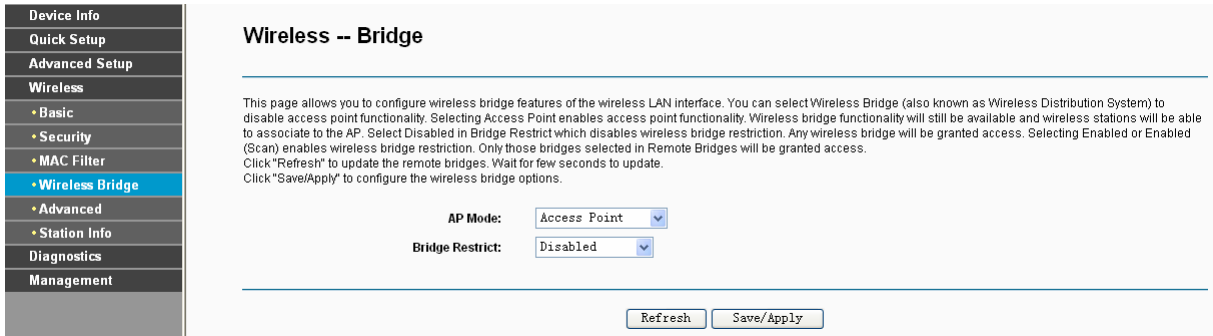 Device Info
Quick Setup
Advanced Setup
Wireless
•Basic
•Security
•MAC Filter
•Wireless Bridge
•Advanced
•Station Info
Diagnostics
Management
Wireless -- Bridge
This page allows you to configure wireless bridge features of the wireless LAN interface. You can select Wireless Bridge (also known as Wireless Distribution System) to
disable access point functionality. Selecting Access Point enables access point functionality. Wireless bridge functionality will still be available and wireless stations will be able
to associate to the AP. Select Disabled in Bridge Restrict which disables wireless bridge restriction. Any wireless bridge will be granted access. Selecting Enabled or Enabled
(Scan) enables wireless bridge restriction. Only those bridges selected in Remote Bridges will be granted access.
Click "Refresh" to update the remote bridges. Wait for few seconds to update.
Click "Save/Apply" to configure the wireless bridge options.
AP Mode: Access Point
Bridge Restrict: Disabled
Refresh Save/Apply